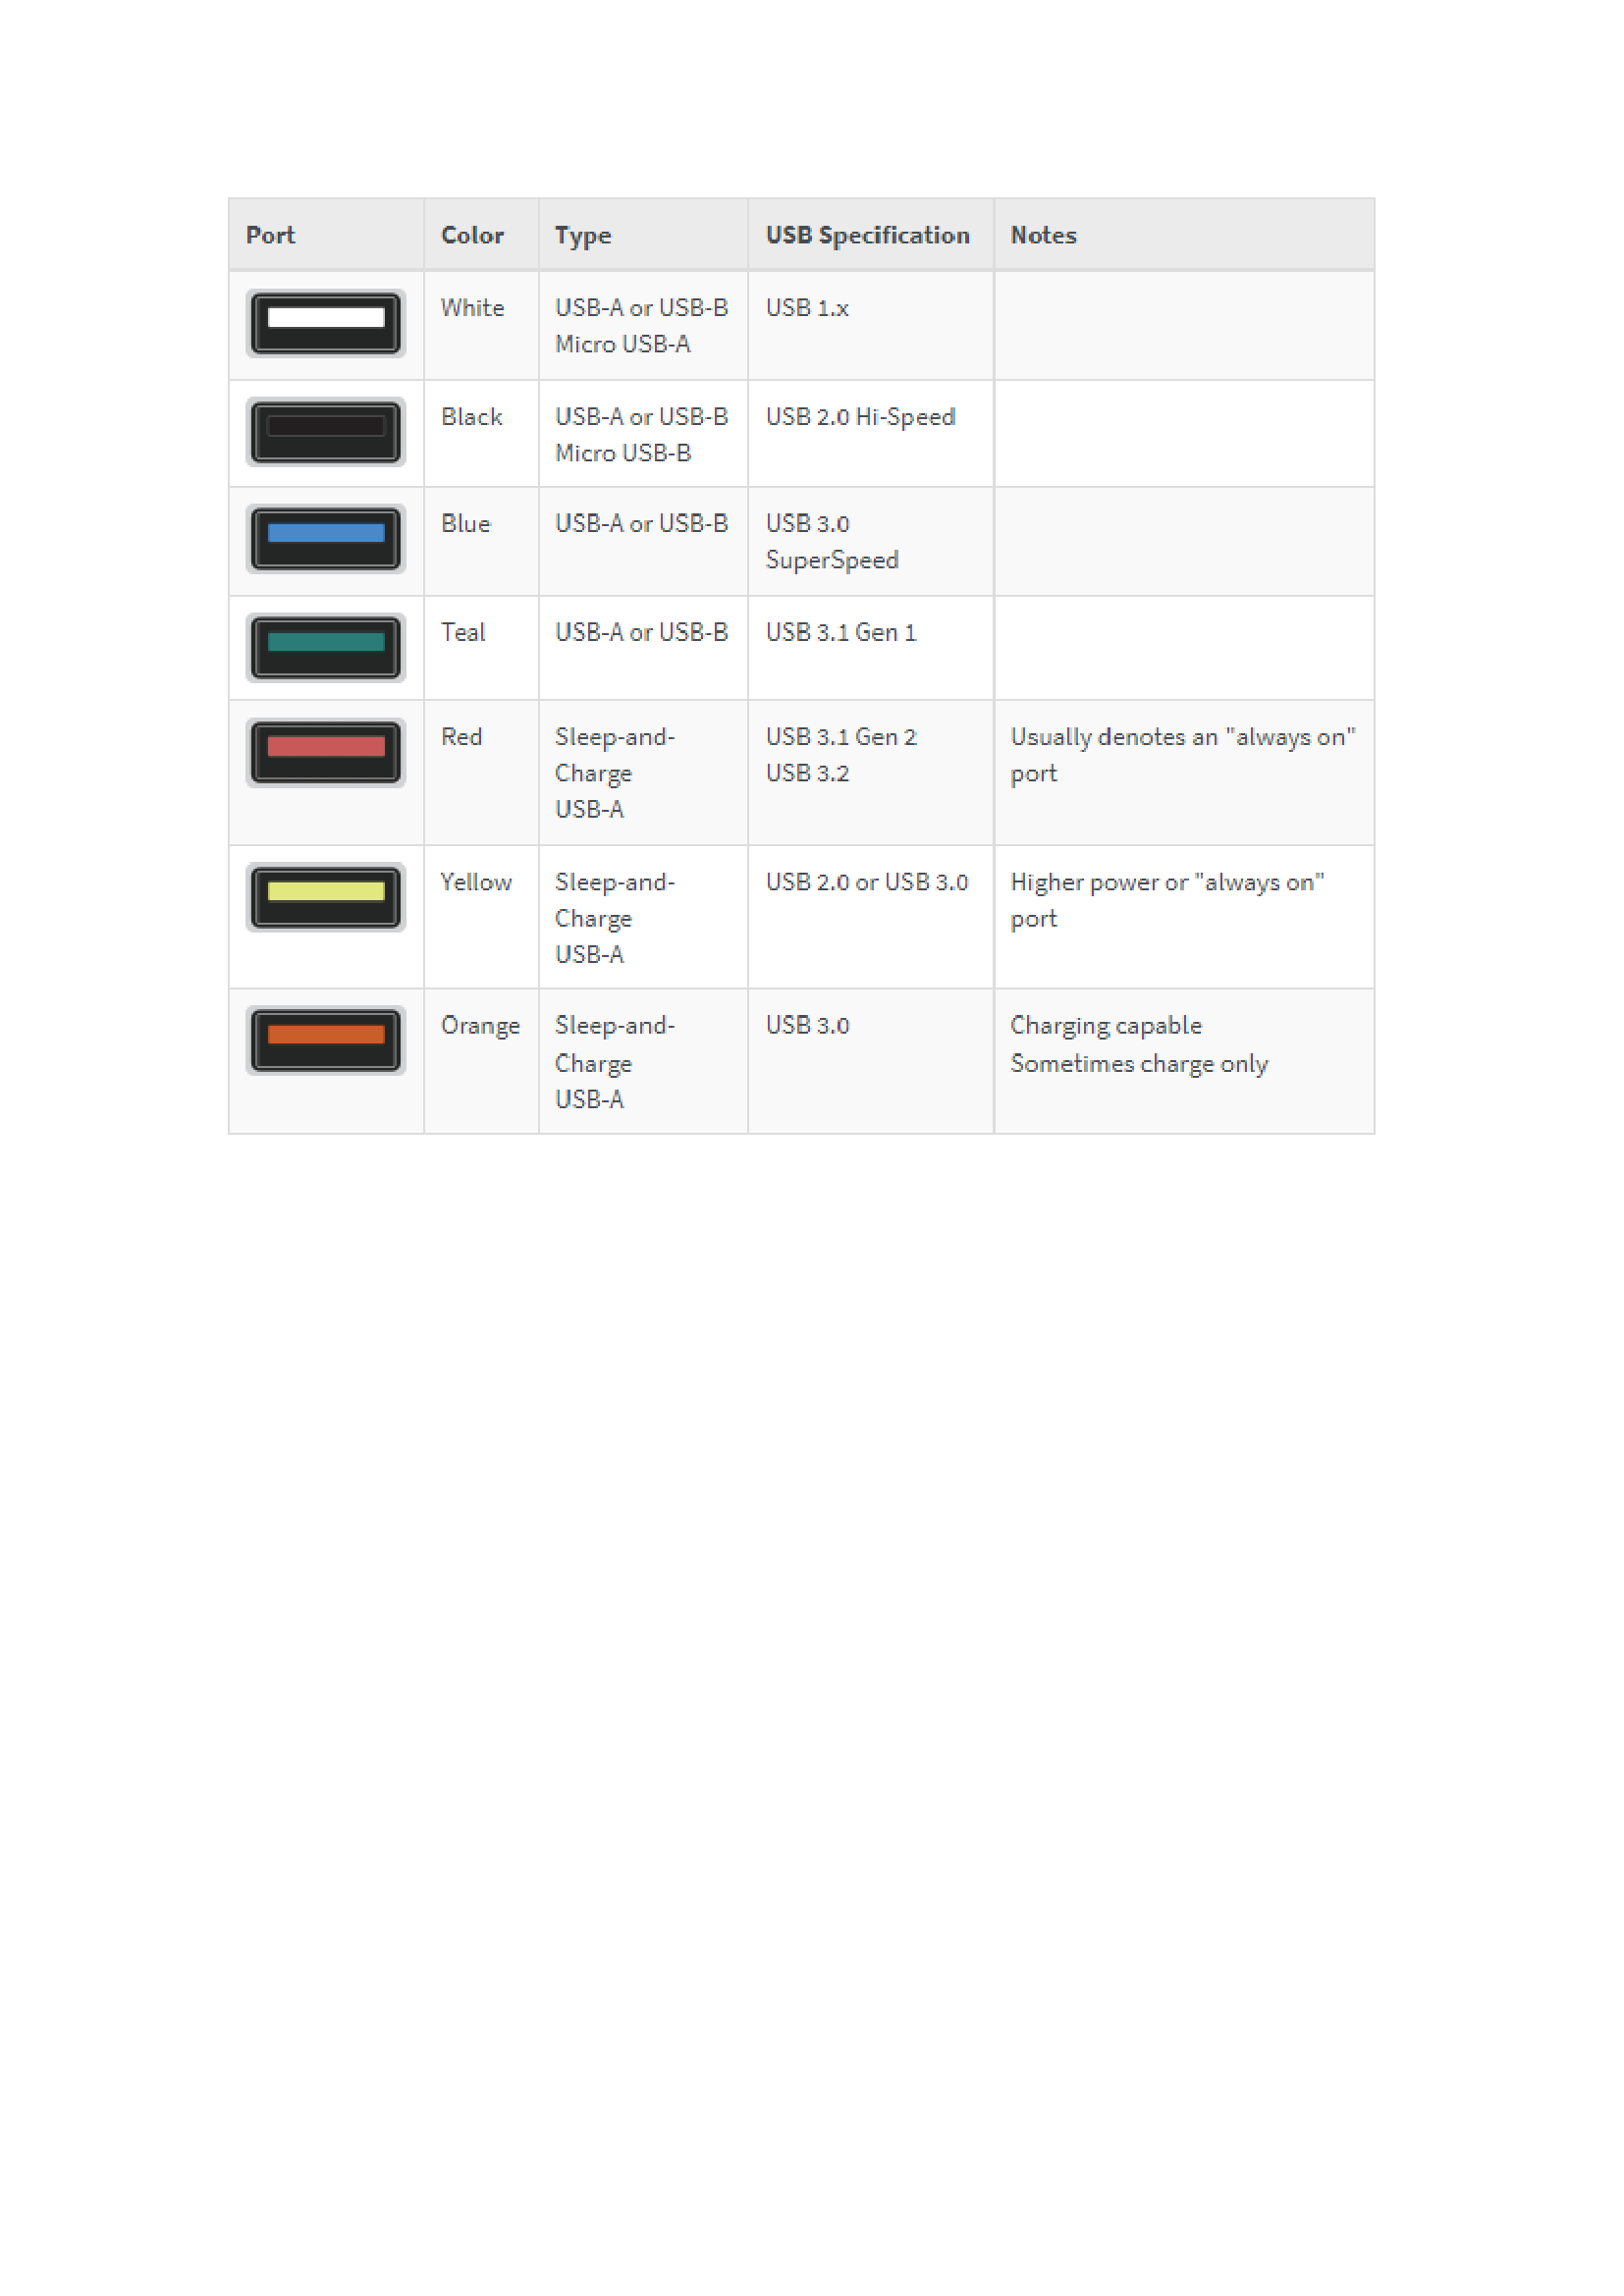 Port Color Type USB Specification Notes
White USB-A or USB-B USB 1.x
Micro USB-A
Black USB-A or USB-B USB 2.0 Hi-Speed
Micro USB-B
Blue USB-A or USB-B USB 3.0
SuperSpeed
Teal USB-A or USB-B USB 3.1 Gen 1
Red Sleep-and- USB 3.1 Gen 2 Usually denotes an "always on"
Charge USB 3.2 port
USB-A
Yellow Sleep-and- USB 2.0 or USB 3.0 Higher power or "always on"
Charge port
USB-A
Orange Sleep-and- USB 3.0 Charging capable
Charge Sometimes charge only
USB-A